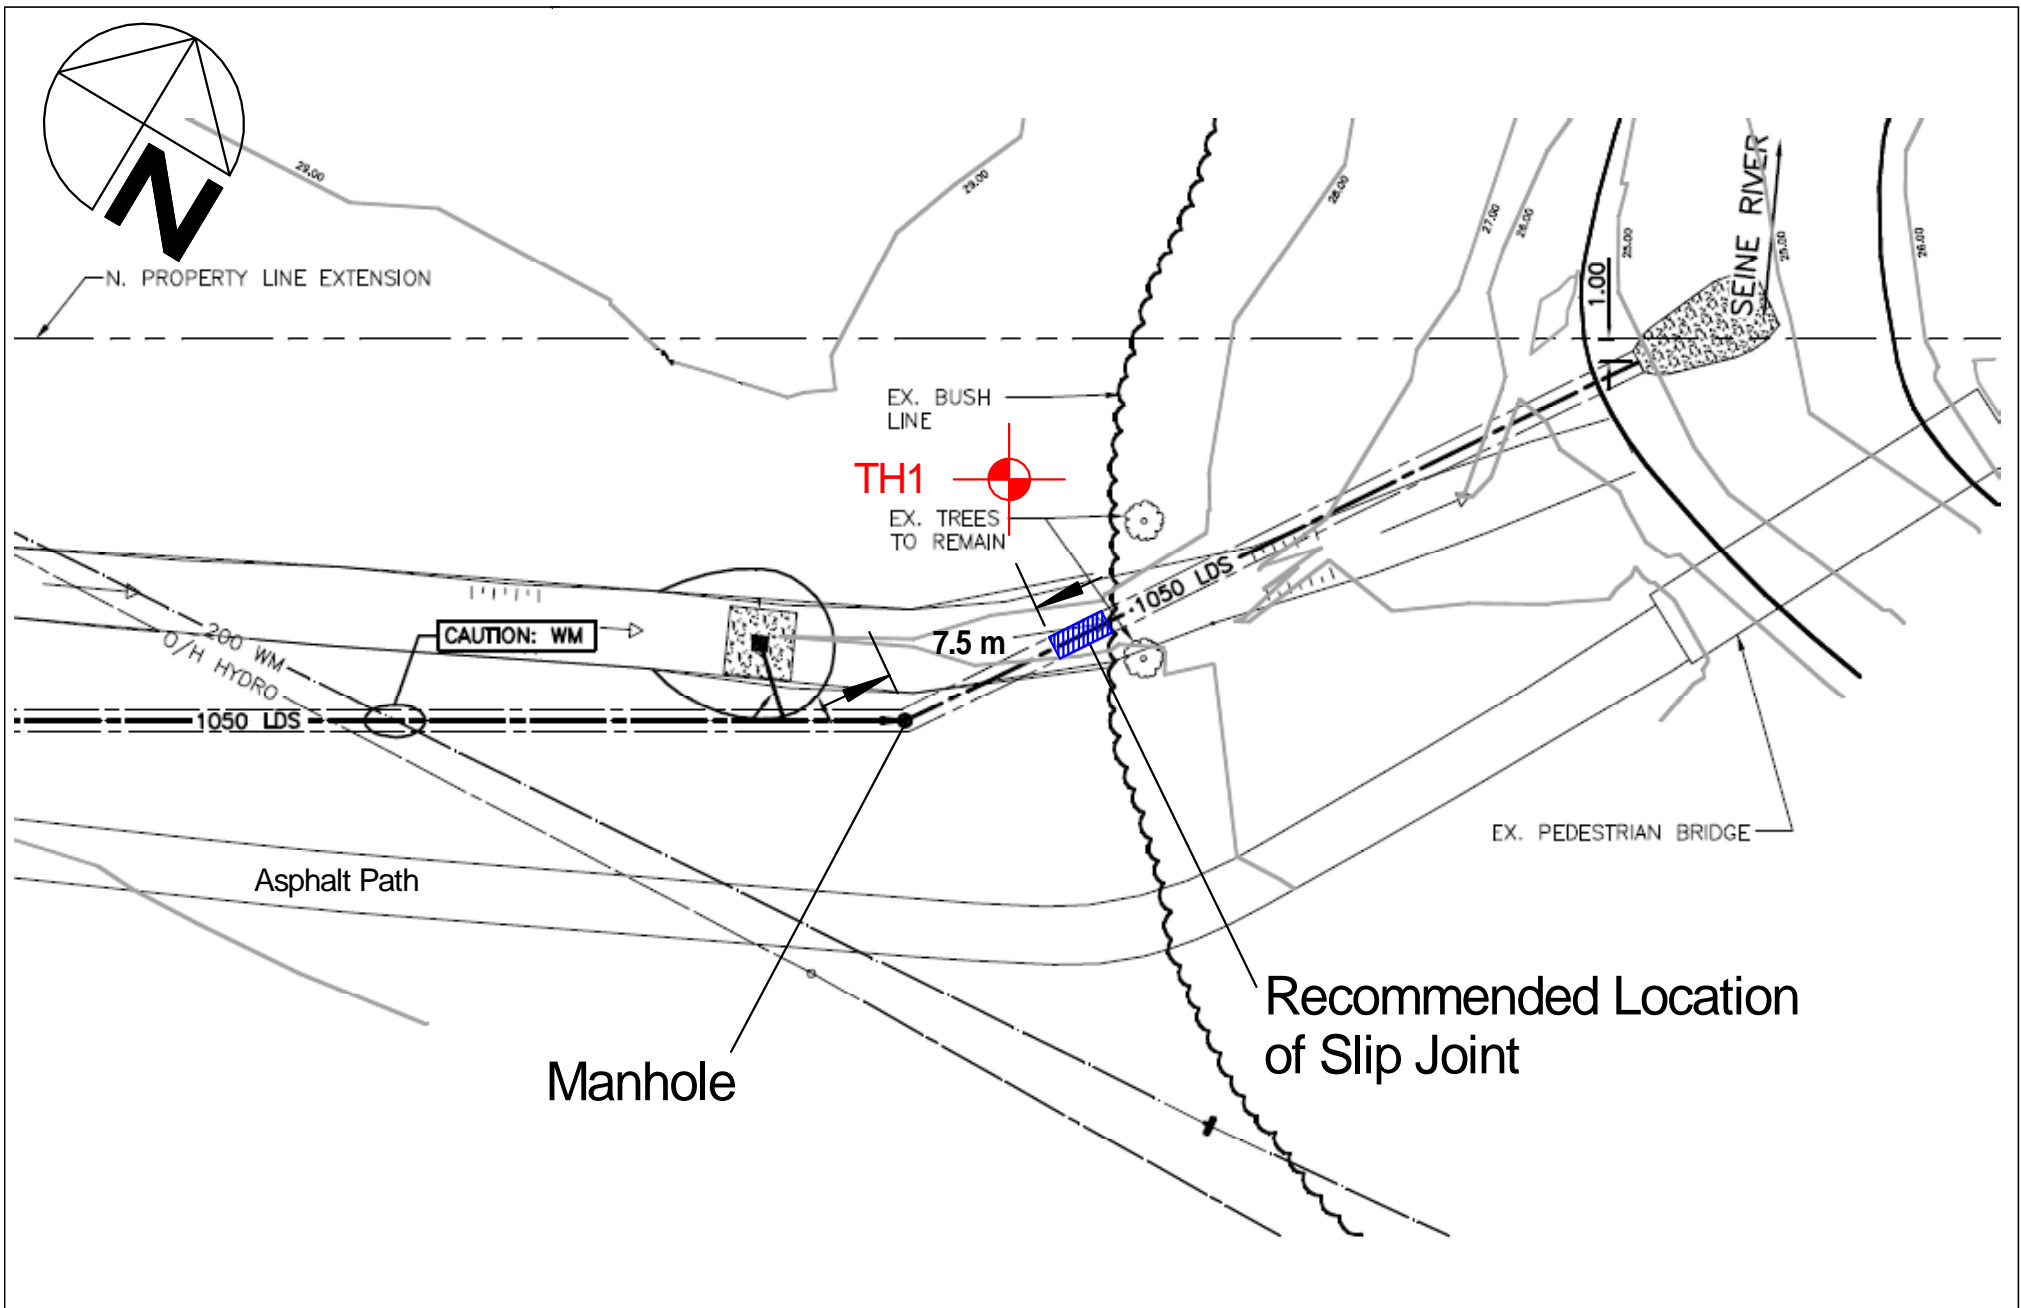 N
29.00
29.00
28.00
27.00
26.00
25.00
SEINE RIVER
25.00
26.00
N. PROPERTY LINE EXTENSION
1.00
EX. BUSH
LINE
TH1
EX. TREES
TO REMAIN
1050 LDS
200 WM
O/H HYDRO
CAUTION: WM
7.5 m
1050 LDS
EX. PEDESTRIAN BRIDGE
Asphalt Path
Recommended Location
of Slip Joint
Manhole